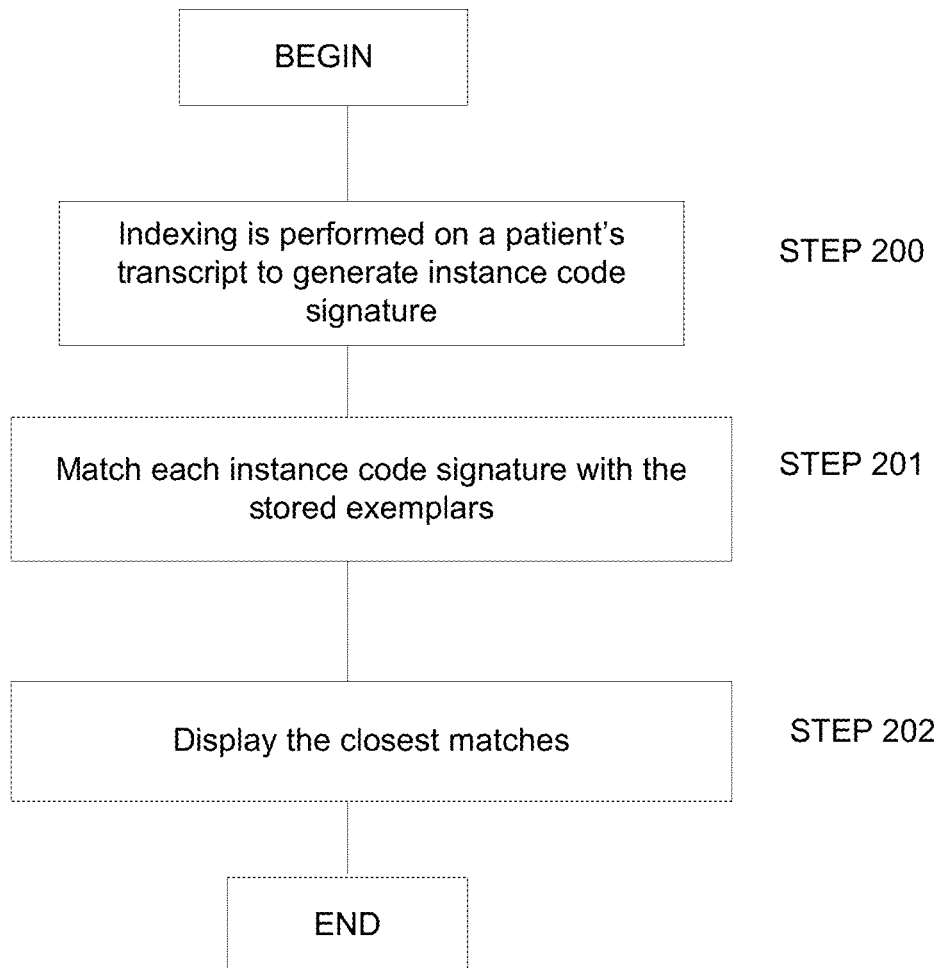 BEGIN
Indexing is performed on a patient's
transcript to generate instance code
signature
STEP 200
Match each instance code signature with the
stored exemplars
STEP 201
Display the closest matches
STEP 202
END